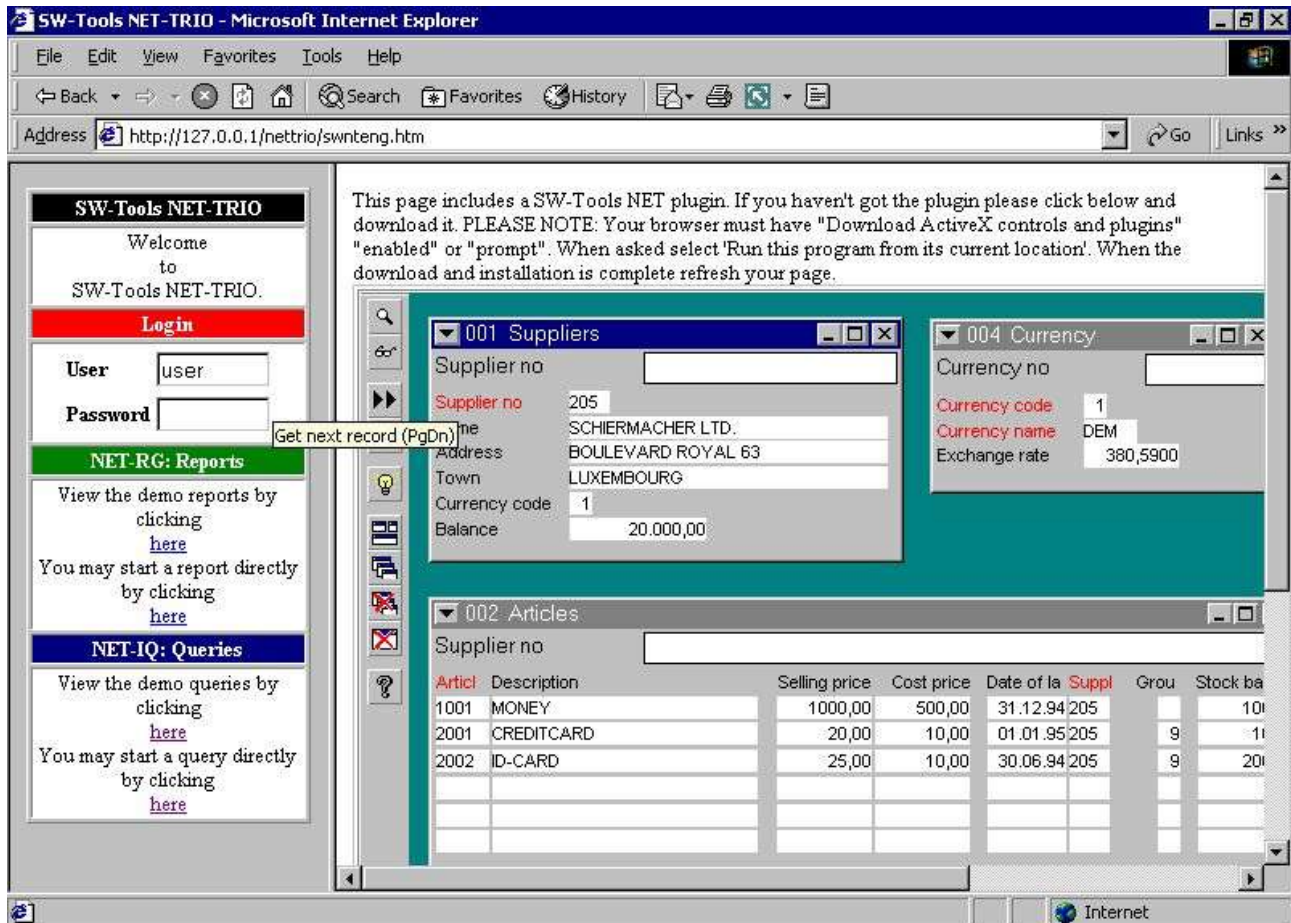 SW-Tools NET-TRIO - Microsoft Internet Explorer
File Edit View Favorites Tools Help
Back Search Favorites History
Address http://127.0.0.1/nettrio/swnteng.htm Go Links »
SW-Tools NET-TRIO
Welcome
to
SW-Tools NET-TRIO.
Login
User user
Password
Get next record (PgDn)
NET-RG: Reports
View the demo reports by
clicking
here
You may start a report directly
by clicking
here
NET-IQ: Queries
View the demo queries by
clicking
here
You may start a query directly
by clicking
here
This page includes a SW-Tools NET plugin. If you haven't got the plugin please click below and
download it. PLEASE NOTE: Your browser must have "Download ActiveX controls and plugins"
"enabled" or "prompt". When asked select 'Run this program from its current location'. When the
download and installation is complete refresh your page.
001 Suppliers
Supplier no
Supplier no 205
SCHIERMACHER LTD.
Address BOULEVARD ROYAL 63
Town LUXEMBOURG
Currency code 1
Balance 20.000,00
004 Currency
Currency no
Currency code 1
Currency name DEM
Exchange rate 380,5900
002 Articles
Supplier no
Articl Description Selling price Cost price Date of la Suppl Grou Stock ba
1001 MONEY 1000,00 500,00 31.12.94 205
2001 CREDITCARD 20,00 10,00 01.01.95 205 9
2002 ID-CARD 25,00 10,00 30.06.94 205 9
Internet